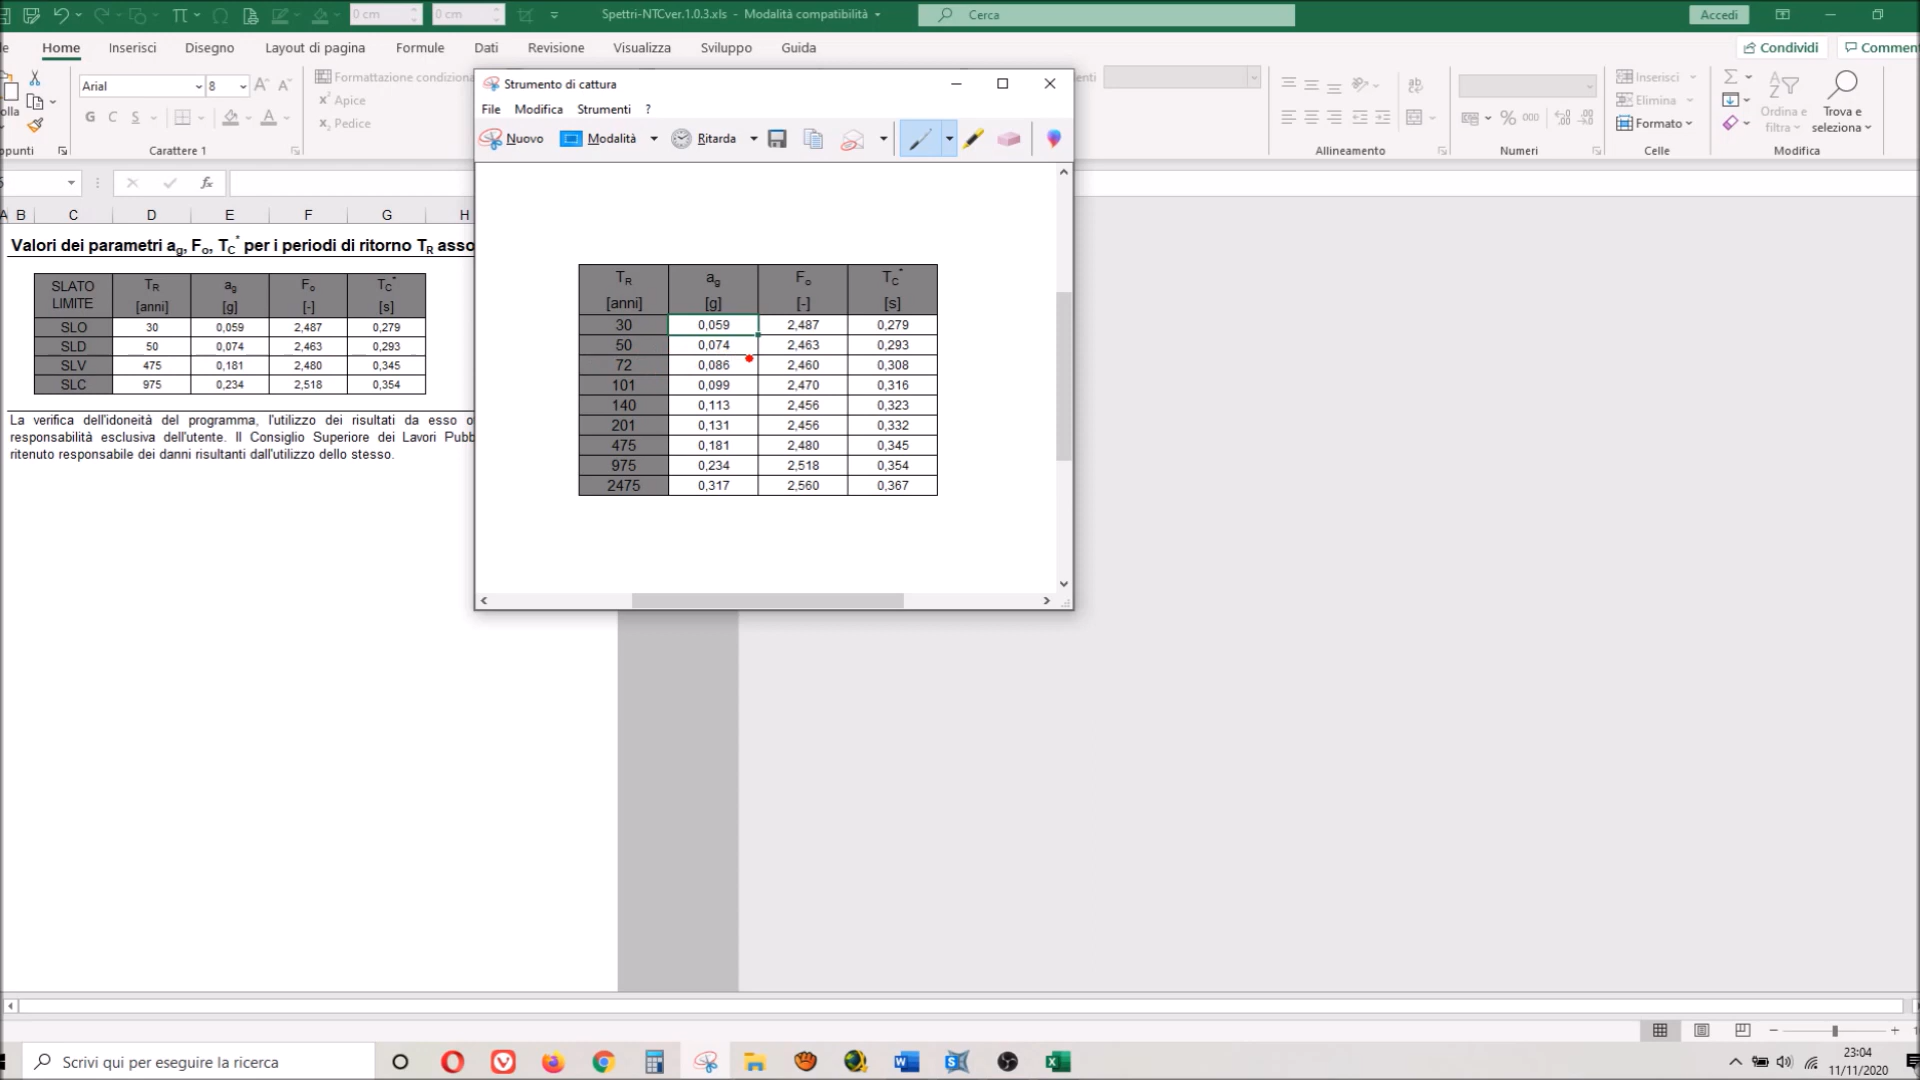 0 cm
0 cm
Spettri-NTCver.1.0.3.xls - Modalità compatibilità
Cerca
Accedi
Home
Inserisci
Disegno
Layout di pagina
Formule
Dati
Revisione
Visualizza
Sviluppo
Guida
Condividi
Arial
8
Formattazione condiziona
Apice
Pedice
G C S
Carattere 1
Allineamento
Numeri
Inserisci
Elimina
Formato
Celle
Ordina e filtra
Trova e seleziona
Modifica
Strumento di cattura
File Modifica Strumenti ?
Nuovo
Modalità
Ritarda
TR ag Fo TC*
[anni] [g] [-] [s]
30 0,059 2,487 0,279
50 0,074 2,463 0,293
72 0,086 2,460 0,308
101 0,099 2,470 0,316
140 0,113 2,456 0,323
201 0,131 2,456 0,332
475 0,181 2,480 0,345
975 0,234 2,518 0,354
2475 0,317 2,560 0,367
A B C D E F G H
Valori dei parametri ag, Fo, TC* per i periodi di ritorno TR asso
SLATO LIMITE TR ag Fo TC*
[anni] [g] [-] [s]
SLO 30 0,059 2,487 0,279
SLD 50 0,074 2,463 0,293
SLV 475 0,181 2,480 0,345
SLC 975 0,234 2,518 0,354
La verifica dell'idoneità del programma, l'utilizzo dei risultati da esso o
responsabilità esclusiva dell'utente. Il Consiglio Superiore dei Lavori Pubb
ritenuto responsabile dei danni risultanti dall'utilizzo dello stesso.
Scrivi qui per eseguire la ricerca
23:04
11/11/2020